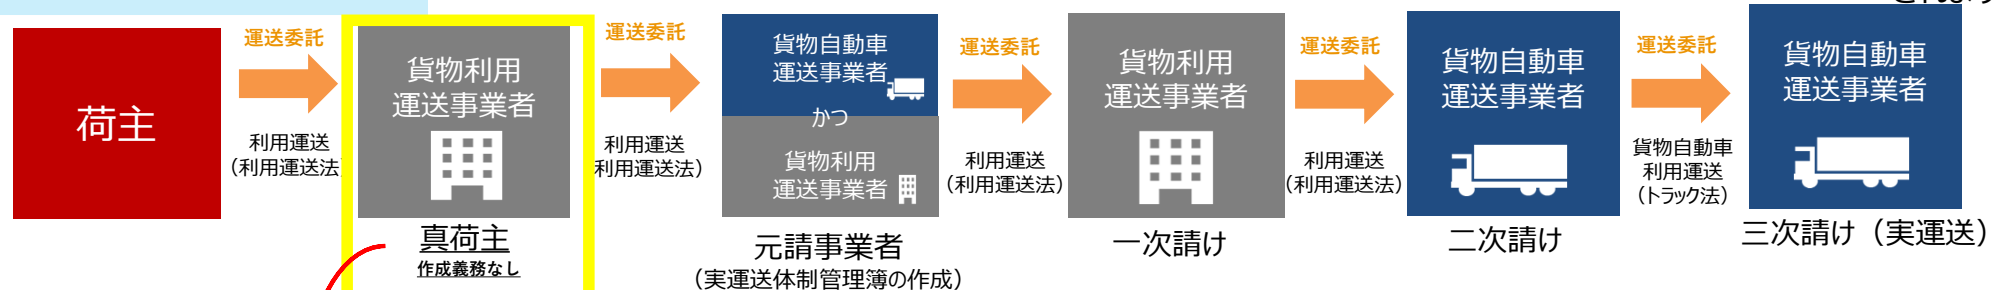 荷主
運送委託
利用運送
(利用運送法
貨物利用
運送事業者
真荷主
作成義務なし
運送委託
利用運送
利用運送法)
貨物自動車
運送事業者
かつ
貨物利用
運送事業者
元請事業者
(実運送体制管理簿の作成)
運送委託
利用運送
(利用運送法)
貨物利用
運送事業者
一次請け
運送委託
利用運送
(利用運送法)
貨物自動車
運送事業者
二次請け
運送委託
貨物自動車
利用運送
(トラック法)
貨物自動車
運送事業者
三次請け(実運送)